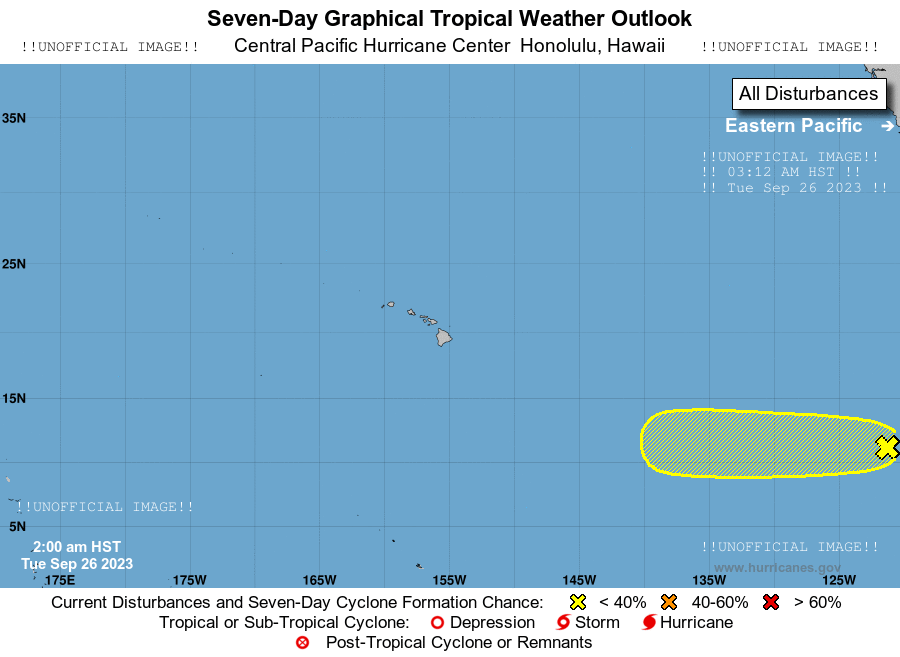 Seven-Day Graphical Tropical Weather Outlook
!!UNOFFICIAL IMAGE!! Central Pacific Hurricane Center Honolulu, Hawaii !!UNOFFICIAL IMAGE!!
All Disturbances
35N
Eastern Pacific →
!!UNOFFICIAL IMAGE!!
!! 03:12 AM HST !!
!! Tue Sep 26 2023 !!
25N
15N
!!UNOFFICIAL IMAGE!!
5N
2:00 am HST
Tue Sep 26 2023
!!UNOFFICIAL IMAGE!!
www.hurricanes.gov
175E 175W 165W 155W 145W 135W 125W
Current Disturbances and Seven-Day Cyclone Formation Chance: < 40% 40-60% > 60%
Tropical or Sub-Tropical Cyclone: Depression Storm Hurricane
Post-Tropical Cyclone or Remnants